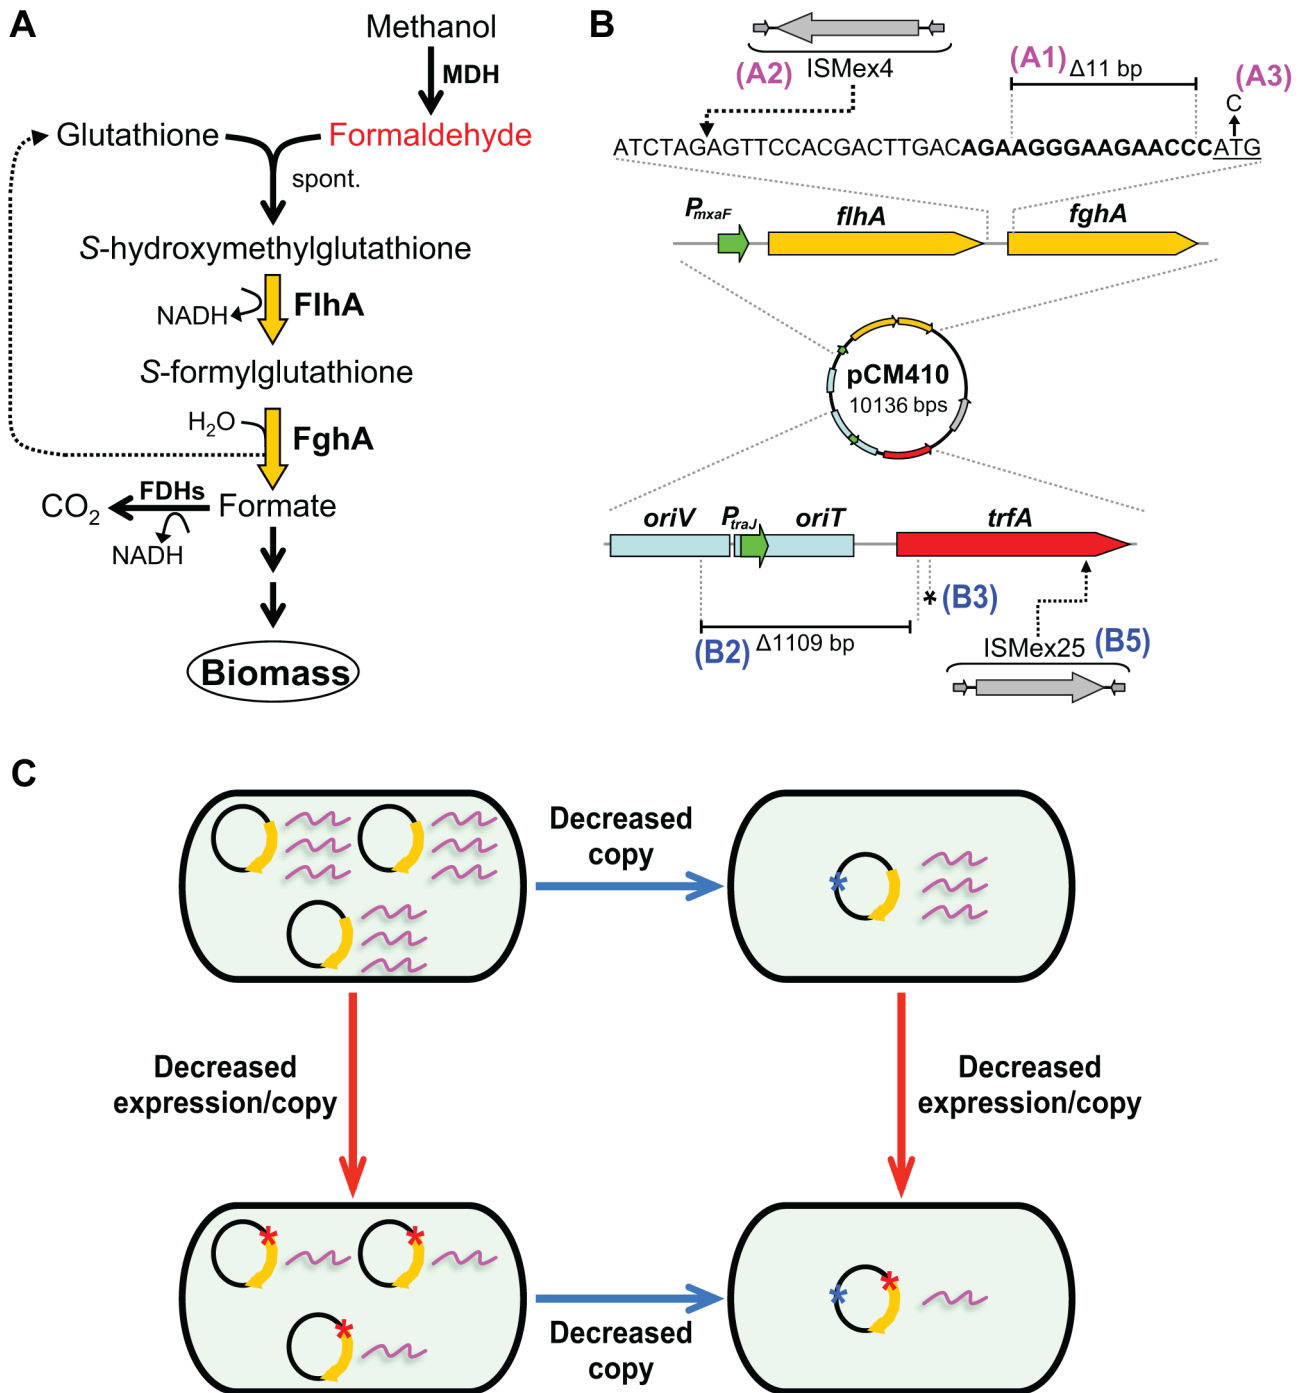 A
Methanol
MDH
Glutathione
Formaldehyde
spont.
S-hydroxymethylglutathione
NADH
FlhA
S-formylglutathione
H2O
FghA
CO2
FDHs
Formate
NADH
Biomass
B
(A2)
ISMex4
(A1)
Δ11 bp
(A3)
C
ATCTAGAGTTCCACGACTTGACAGAAGGGAAGAACCCATG
PmxaF
flhA
fghA
pCM410
10136 bps
oriV
PtraJ
oriT
trfA
*
(B3)
(B2)
Δ1109 bp
ISMex25
(B5)
C
Decreased
copy
*
Decreased
expression/copy
Decreased
expression/copy
*
*
*
Decreased
copy
*
*